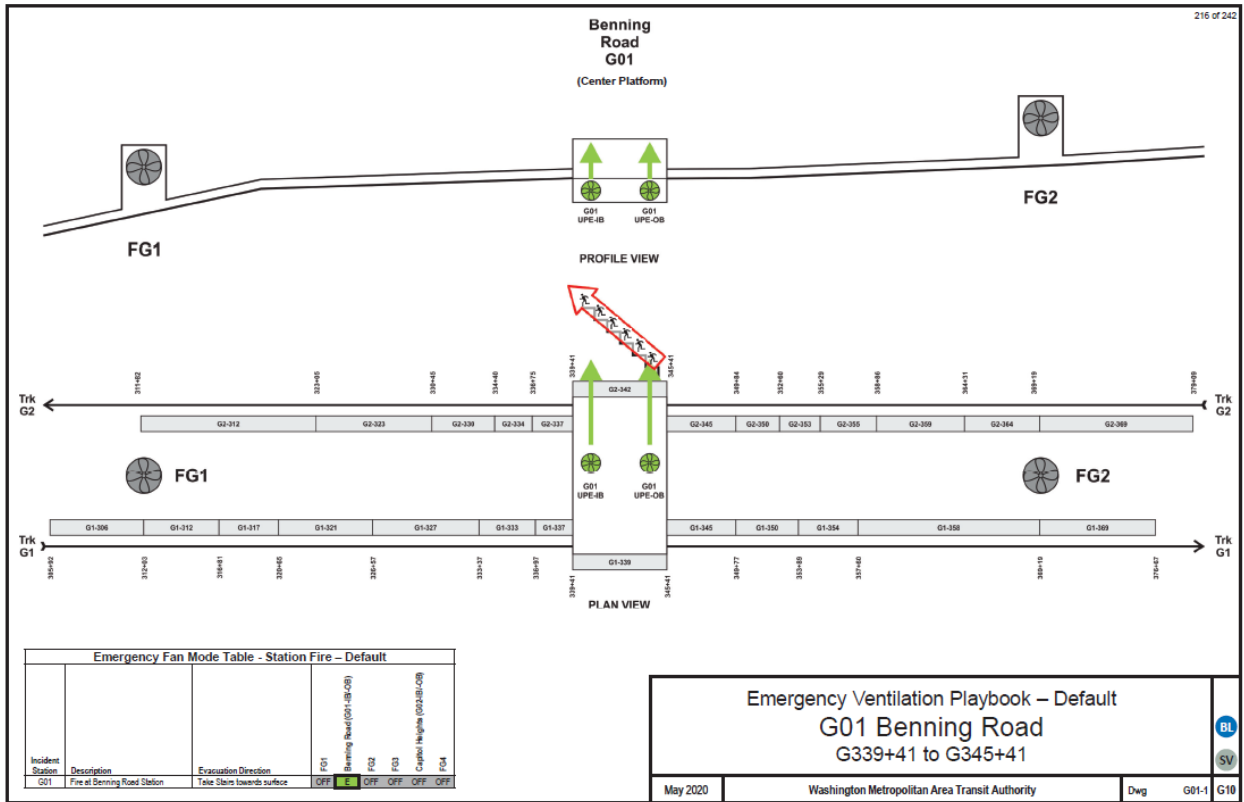 216 of 242
Benning
Road
G01
(Center Platform)
FG1
G01
UPE-IB
G01
UPE-OB
FG2
PROFILE VIEW
311+82
323+05
330+45
334+40
336+75
339+41
345+41
349+84
352+60
355+29
358+86
364+31
369+19
379+09
Trk
G2
G2-312
G2-323
G2-330
G2-334
G2-337
G2-342
G2-345
G2-350
G2-353
G2-355
G2-359
G2-364
G2-369
Trk
G2
FG1
G01
UPE-IB
G01
UPE-OB
FG2
Trk
G1
G1-306
G1-312
G1-317
G1-321
G1-327
G1-333
G1-337
G1-339
G1-345
G1-350
G1-354
G1-358
G1-369
Trk
G1
305+92
312+03
316+81
320+65
326+57
333+37
336+97
339+41
345+41
349+77
353+89
357+60
369+19
376+67
PLAN VIEW
Emergency Fan Mode Table - Station Fire – Default
Incident
Station
Description
Evacuation Direction
FG1
Benning Road (G01-IB/-OB)
FG2
FG3
Capitol Heights (G02-IB/-OB)
FG4
G01 Fire at Benning Road Station Take Stairs towards surface OFF E OFF OFF OFF OFF
Emergency Ventilation Playbook – Default
G01 Benning Road
G339+41 to G345+41
BL
SV
May 2020 Washington Metropolitan Area Transit Authority Dwg G01-1 G10